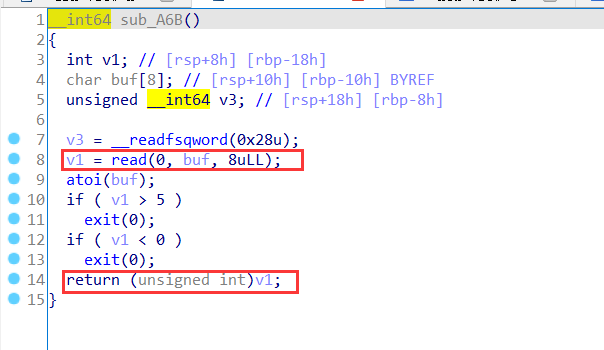 1 __int64 sub_A6B()
2 {
3 int v1; // [rsp+8h] [rbp-18h]
4 char buf[8]; // [rsp+10h] [rbp-10h] BYREF
5 unsigned __int64 v3; // [rsp+18h] [rbp-8h]
6
7 v3 = __readfsqword(0x28u);
8 v1 = read(0, buf, 8uLL);
9 atoi(buf);
10 if ( v1 > 5 )
11 exit(0);
12 if ( v1 < 0 )
13 exit(0);
14 return (unsigned int)v1;
15 }